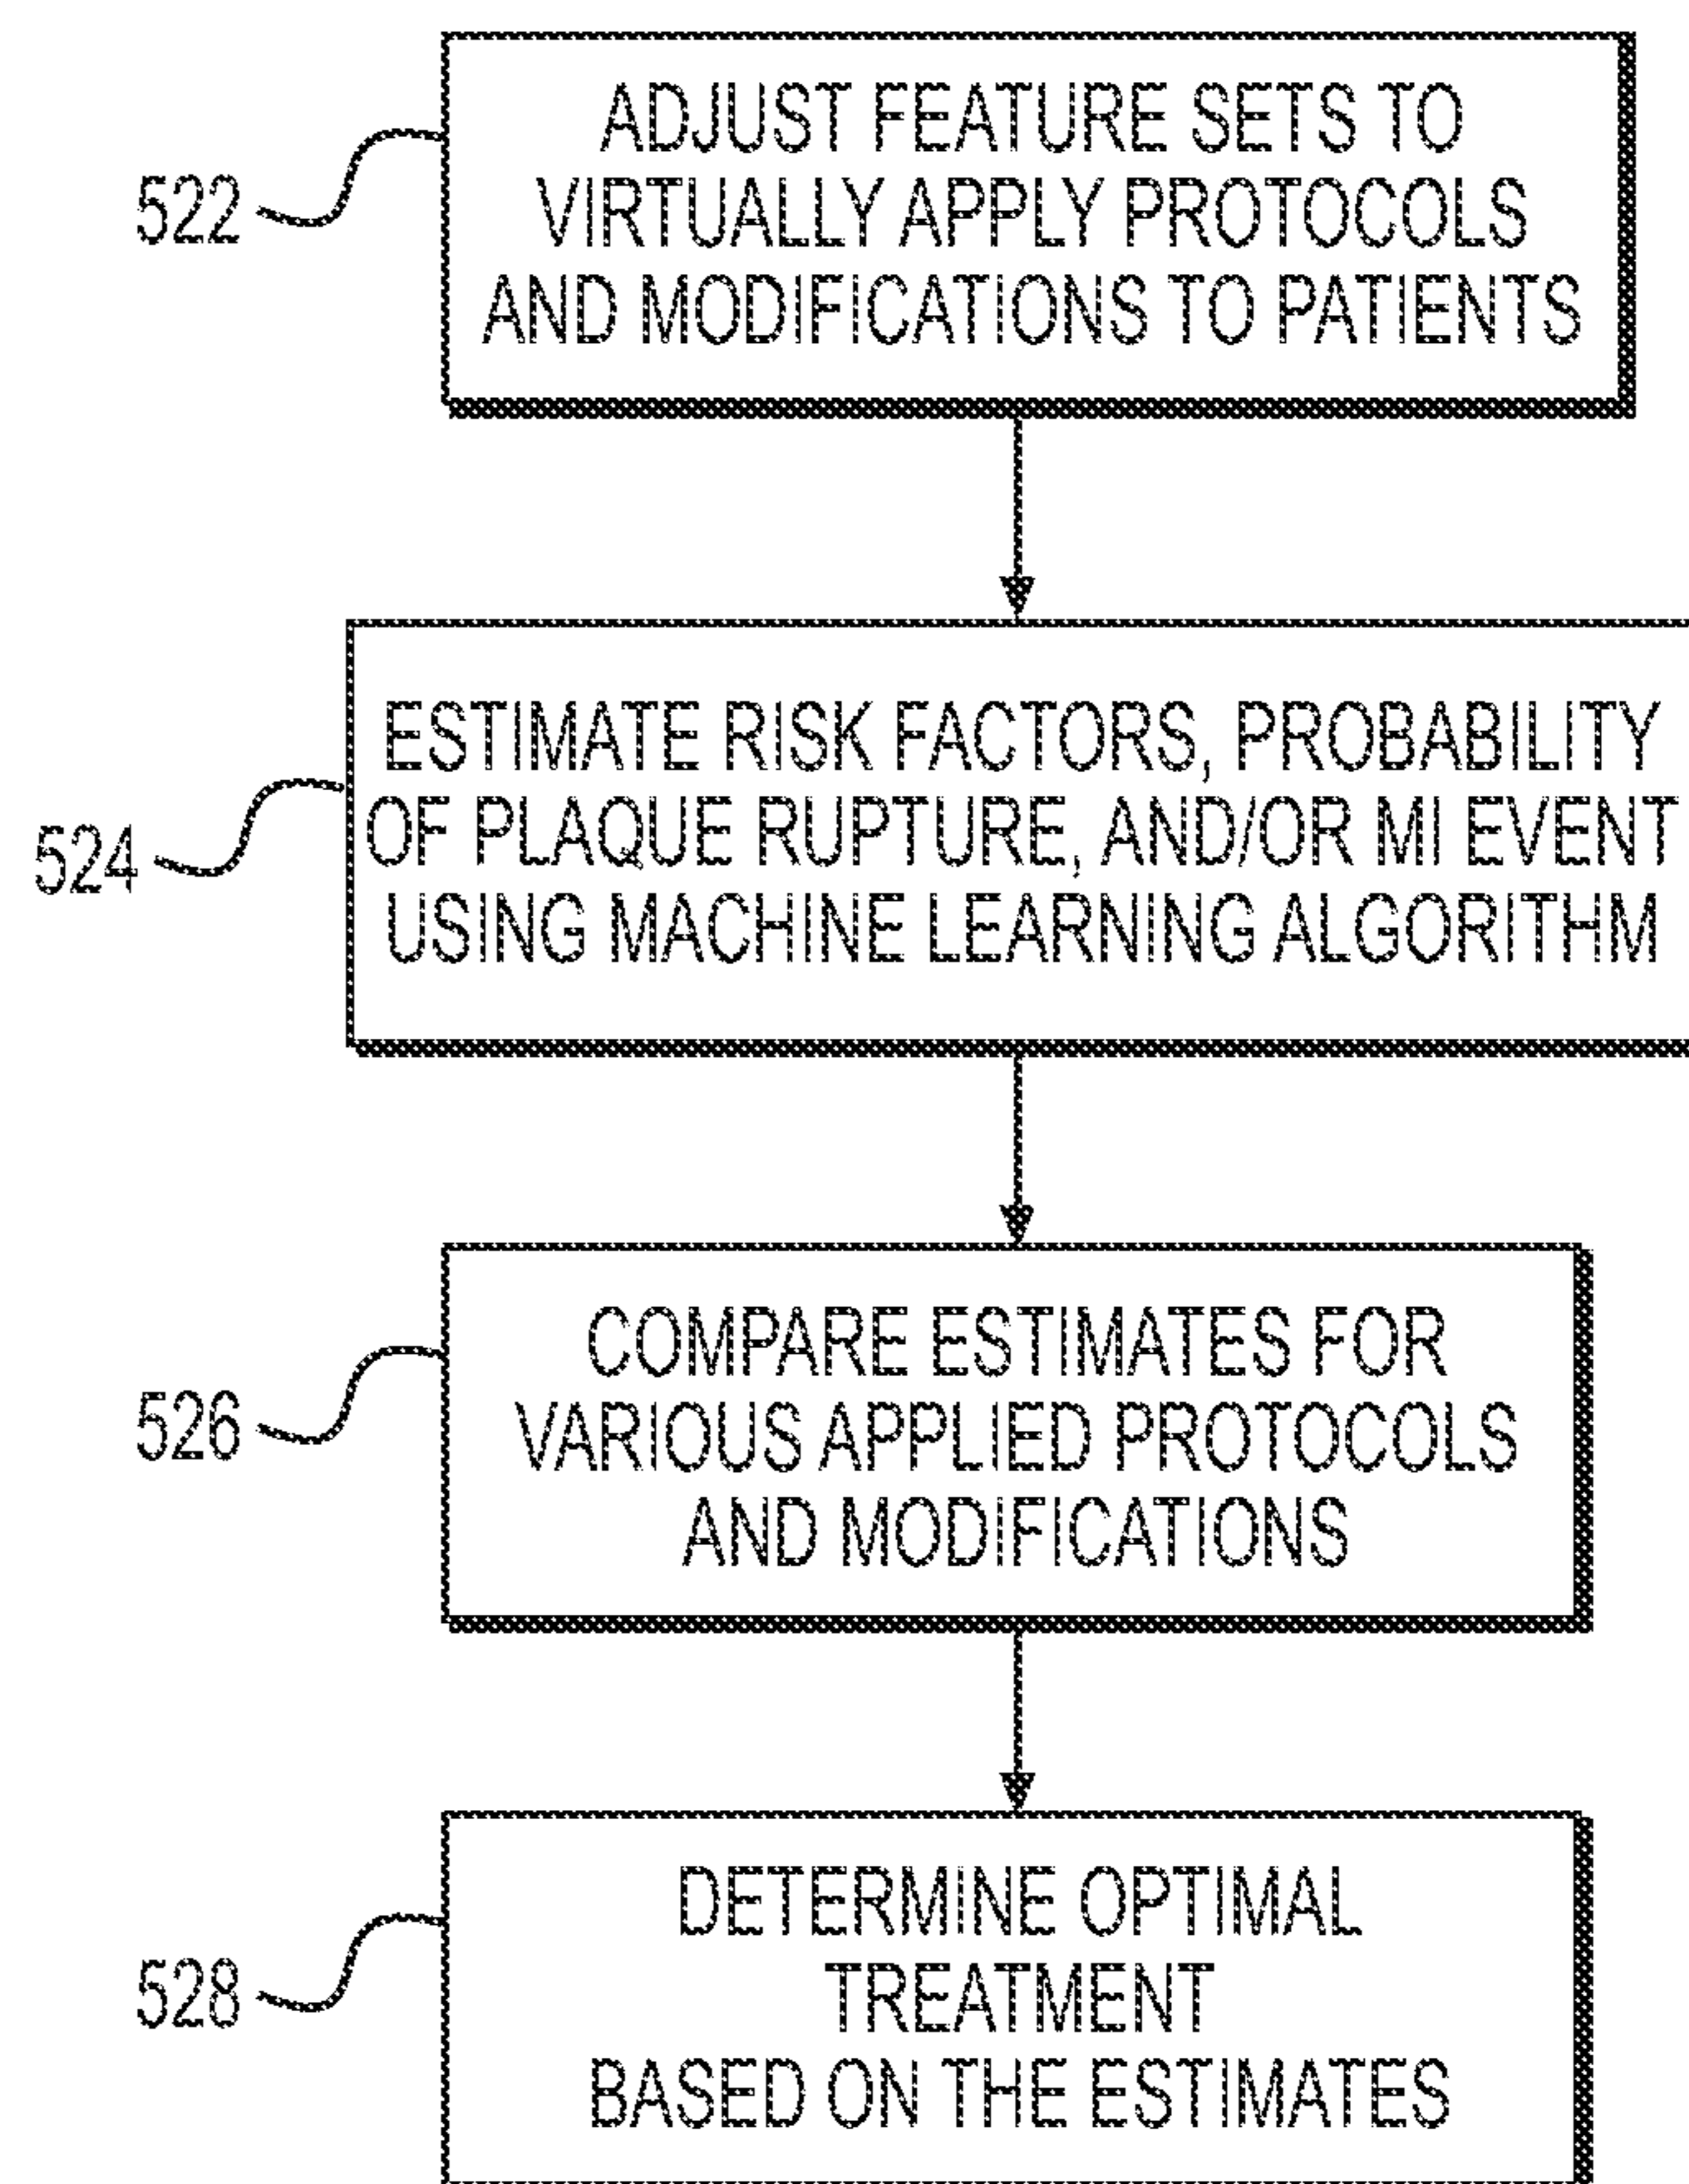 522
ADJUST FEATURE SETS TO
VIRTUALLY APPLY PROTOCOLS
AND MODIFICATIONS TO PATIENTS
524
ESTIMATE RISK FACTORS, PROBABILITY
OF PLAQUE RUPTURE, AND/OR MI EVENT
USING MACHINE LEARNING ALGORITHM
526
COMPARE ESTIMATES FOR
VARIOUS APPLIED PROTOCOLS
AND MODIFICATIONS
528
DETERMINE OPTIMAL
TREATMENT
BASED ON THE ESTIMATES